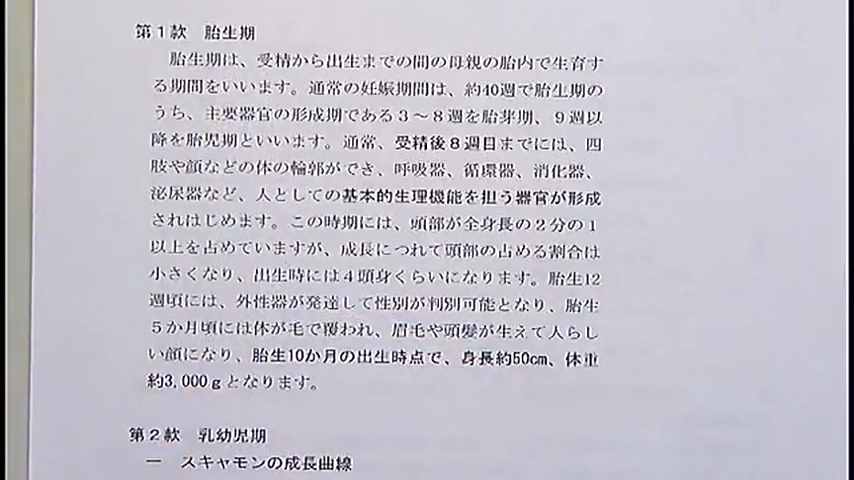 第１款　胎生期
胎生期は、受精から出生までの間の母親の胎内で生育す
る期間をいいます。通常の妊娠期間は、約40週で胎生期の
うち、主要器官の形成期である３～８週を胎芽期、９週以
降を胎児期といいます。通常、受精後８週目までには、四
肢や顔などの体の輪郭ができ、呼吸器、循環器、消化器、
泌尿器など、人としての基本的生理機能を担う器官が形成
されはじめます。この時期には、頭部が全身長の２分の１
以上を占めていますが、成長につれて頭部の占める割合は
小さくなり、出生時には４頭身くらいになります。胎生12
週頃には、外性器が発達して性別が判別可能となり、胎生
５か月頃には体が毛で覆われ、眉毛や頭髪が生えて人らし
い顔になり、胎生10か月の出生時点で、身長約50cm、体重
約3,000ｇとなります。
第２款　乳幼児期
一　スキャモンの成長曲線